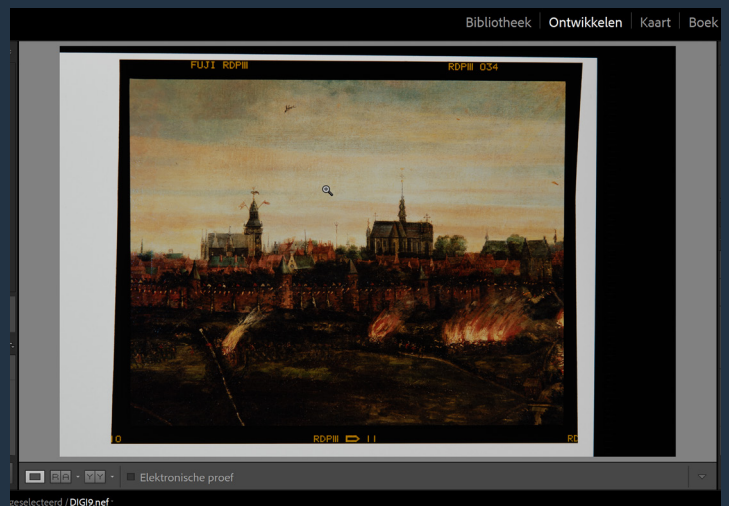 Bibliotheek | Ontwikkelen | Kaart | Boek
FUJI RDPIII
RDPIII 034
10
RDPIII 11
RD
Elektronische proef
geselecteerd / DIGI9.nef